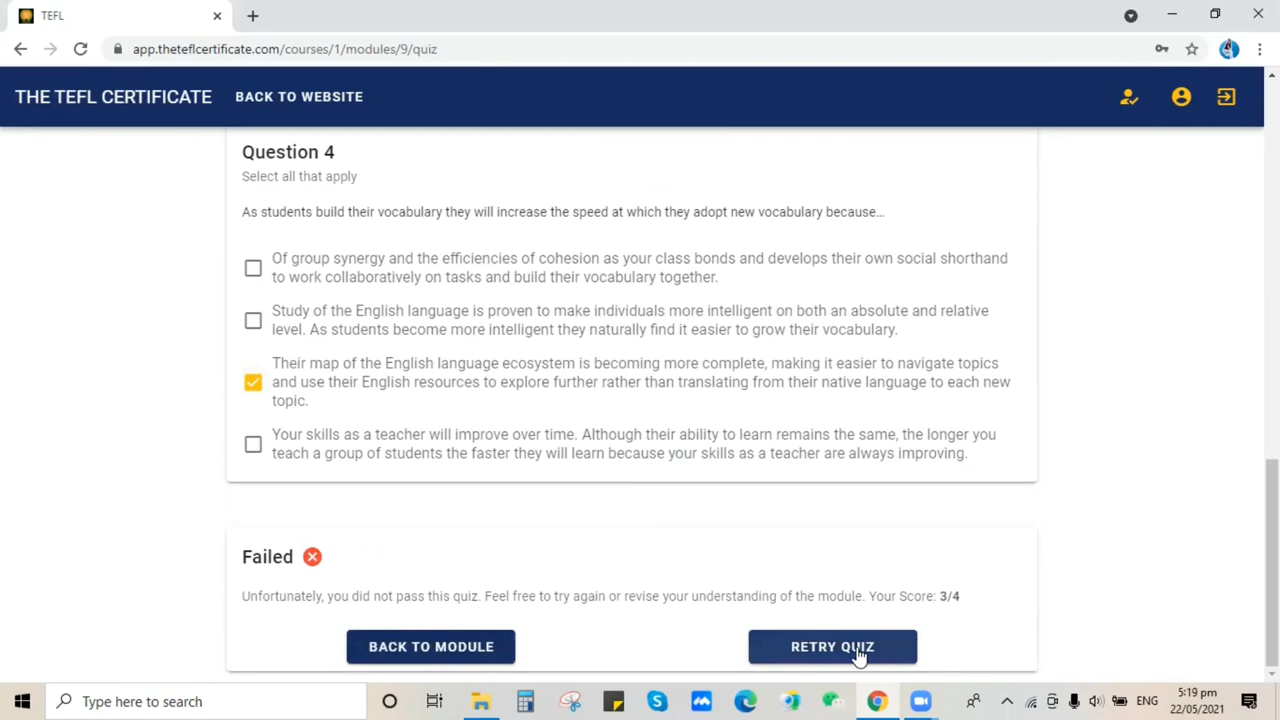 TEFL
app.theteflcertificate.com/courses/1/modules/9/quiz
THE TEFL CERTIFICATE BACK TO WEBSITE
Question 4
Select all that apply
As students build their vocabulary they will increase the speed at which they adopt new vocabulary because...
Of group synergy and the efficiencies of cohesion as your class bonds and develops their own social shorthand
to work collaboratively on tasks and build their vocabulary together.
Study of the English language is proven to make individuals more intelligent on both an absolute and relative
level. As students become more intelligent they naturally find it easier to grow their vocabulary.
Their map of the English language ecosystem is becoming more complete, making it easier to navigate topics
and use their English resources to explore further rather than translating from their native language to each new
topic.
Your skills as a teacher will improve over time. Although their ability to learn remains the same, the longer you
teach a group of students the faster they will learn because your skills as a teacher are always improving.
Failed
Unfortunately, you did not pass this quiz. Feel free to try again or revise your understanding of the module. Your Score: 3/4
BACK TO MODULE RETRY QUIZ
Type here to search
ENG
5:19 pm
22/05/2021